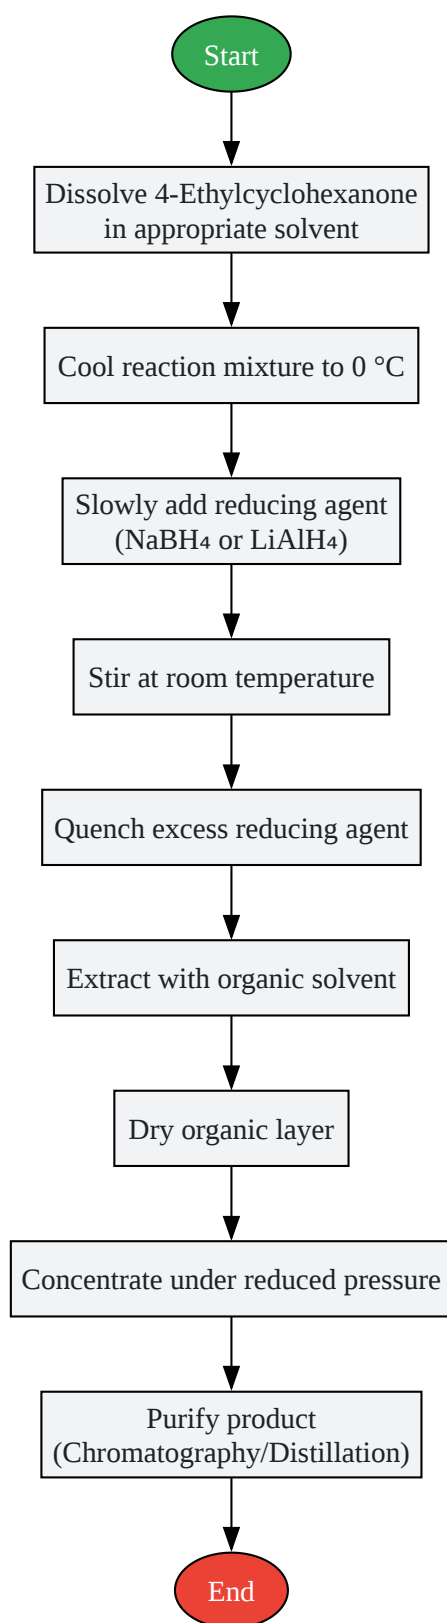 Start
Dissolve 4-Ethylcyclohexanone
in appropriate solvent
Cool reaction mixture to 0 °C
Slowly add reducing agent
(NaBH₄ or LiAlH₄)
Stir at room temperature
Quench excess reducing agent
Extract with organic solvent
Dry organic layer
Concentrate under reduced pressure
Purify product
(Chromatography/Distillation)
End